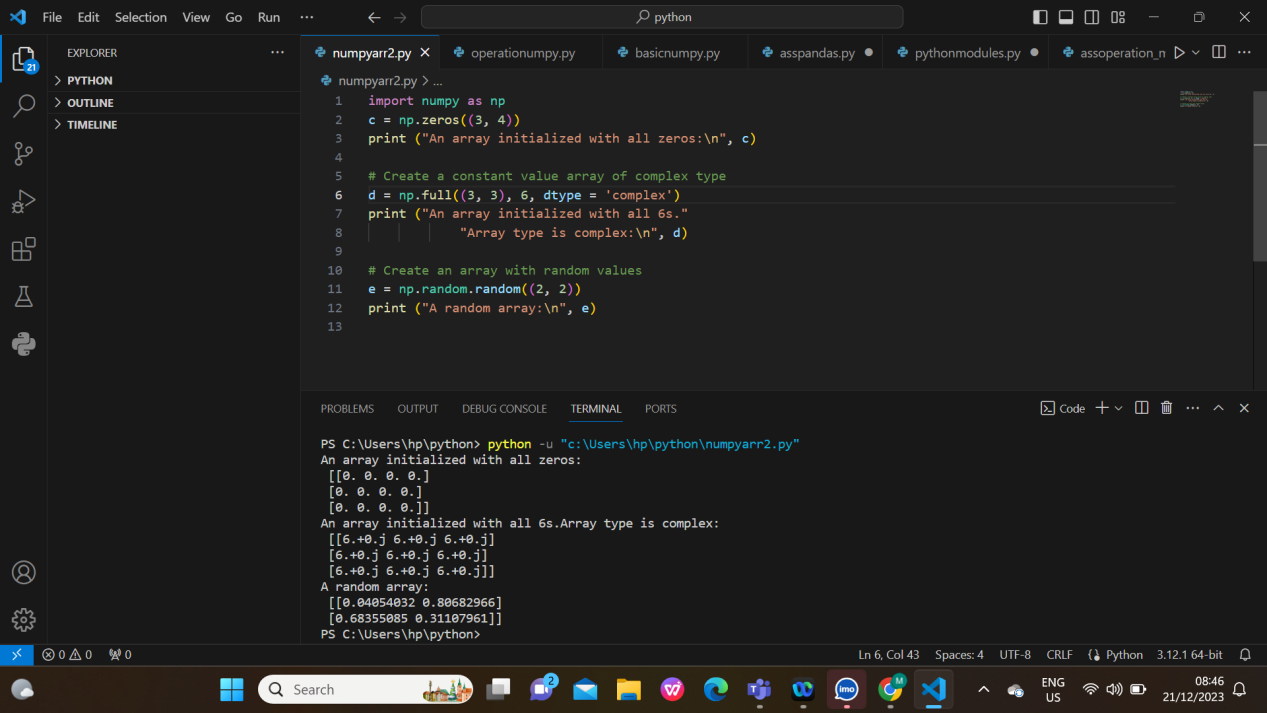 File Edit Selection View Go Run ··· python
21
EXPLORER ···
PYTHON
OUTLINE
TIMELINE
numpyarr2.py operationumpy.py basicnumpy.py asspandas.py pythonmodules.py assoperation_n
numpyarr2.py > ...
1 import numpy as np
2 c = np.zeros((3, 4))
3 print ("An array initialized with all zeros:\n", c)
4
5 # Create a constant value array of complex type
6 d = np.full((3, 3), 6, dtype = 'complex')
7 print ("An array initialized with all 6s."
8 "Array type is complex:\n", d)
9
10 # Create an array with random values
11 e = np.random.random((2, 2))
12 print ("A random array:\n", e)
13
PROBLEMS OUTPUT DEBUG CONSOLE TERMINAL PORTS Code
PS C:\Users\hp\python> python -u "c:\Users\hp\python\numpyarr2.py"
An array initialized with all zeros:
[[0. 0. 0. 0.]
[0. 0. 0. 0.]
[0. 0. 0. 0.]]
An array initialized with all 6s.Array type is complex:
[[6.+0.j 6.+0.j 6.+0.j]
[6.+0.j 6.+0.j 6.+0.j]
[6.+0.j 6.+0.j 6.+0.j]]
A random array:
[[0.04054032 0.80682966]
[0.68355085 0.31107961]]
PS C:\Users\hp\python>
0 0 0 Ln 6, Col 43 Spaces: 4 UTF-8 CRLF Python 3.12.1 64-bit
Search 2 imo M ENG 08:46
US 21/12/2023